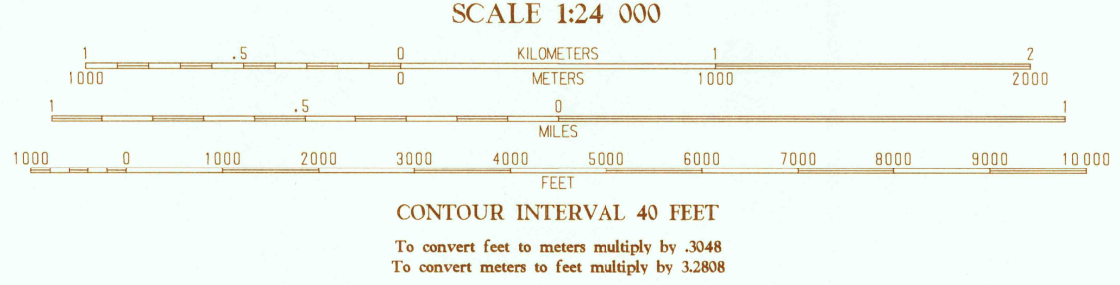 SCALE 1:24 000
1 .5 0 KILOMETERS 1 2
1000 0 METERS 1000 2000
1 .5 0 1
MILES
1000 0 1000 2000 3000 4000 5000 6000 7000 8000 9000 10 000
FEET
CONTOUR INTERVAL 40 FEET
To convert feet to meters multiply by .3048
To convert meters to feet multiply by 3.2808